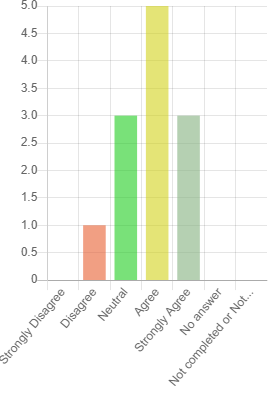 5.0
4.5
4.0
3.5
3.0
2.5
2.0
1.5
1.0
0.5
0
Strongly Disagree
Disagree
Neutral
Agree
Strongly Agree
No answer
Not completed or Not...